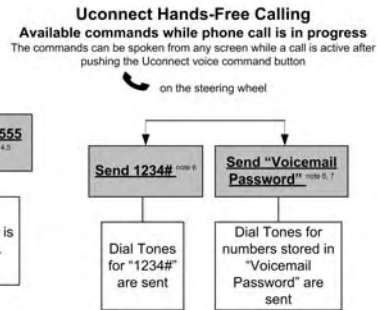 Uconnect Hands-Free Calling
Available commands while phone call is in progress
The commands can be spoken from any screen while a call is active after
pushing the Uconnect voice command button
on the steering wheel
555
4,5
is
Send 1234# note 6
Send "Voicemail
Password" note 6, 7
Dial Tones
for "1234#"
are sent
Dial Tones for
numbers stored in
"Voicemail
Password" are
sent